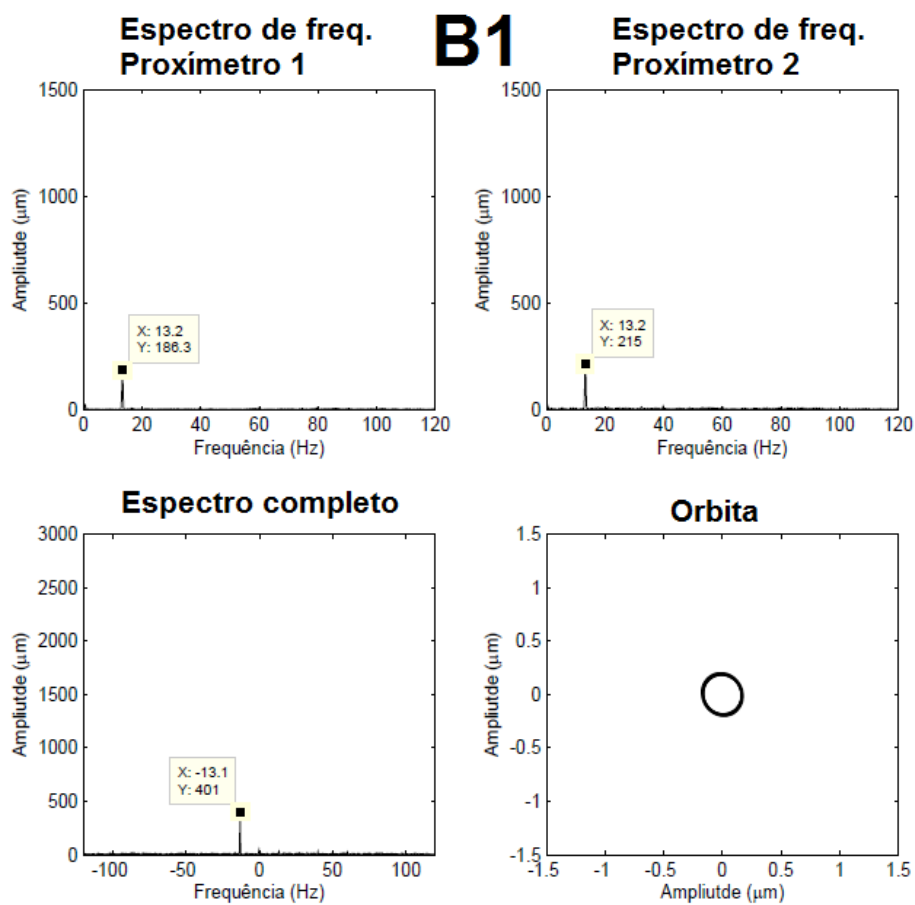 Espectro de freq.
Proxímetro 1
B1
Espectro de freq.
Proxímetro 2
1500
1000
500
0
Ampliutde (μm)
X: 13.2
Y: 186.3
0 20 40 60 80 100 120
Frequência (Hz)
1500
1000
500
0
Ampliutde (μm)
X: 13.2
Y: 215
0 20 40 60 80 100 120
Frequência (Hz)
Espectro completo
3000
2500
2000
1500
1000
500
0
Ampliutde (μm)
X: -13.1
Y: 401
-100 -50 0 50 100
Frequência (Hz)
Orbita
1.5
1
0.5
0
-0.5
-1
-1.5
Ampliutde (μm)
-1.5 -1 -0.5 0 0.5 1 1.5
Ampliutde (μm)